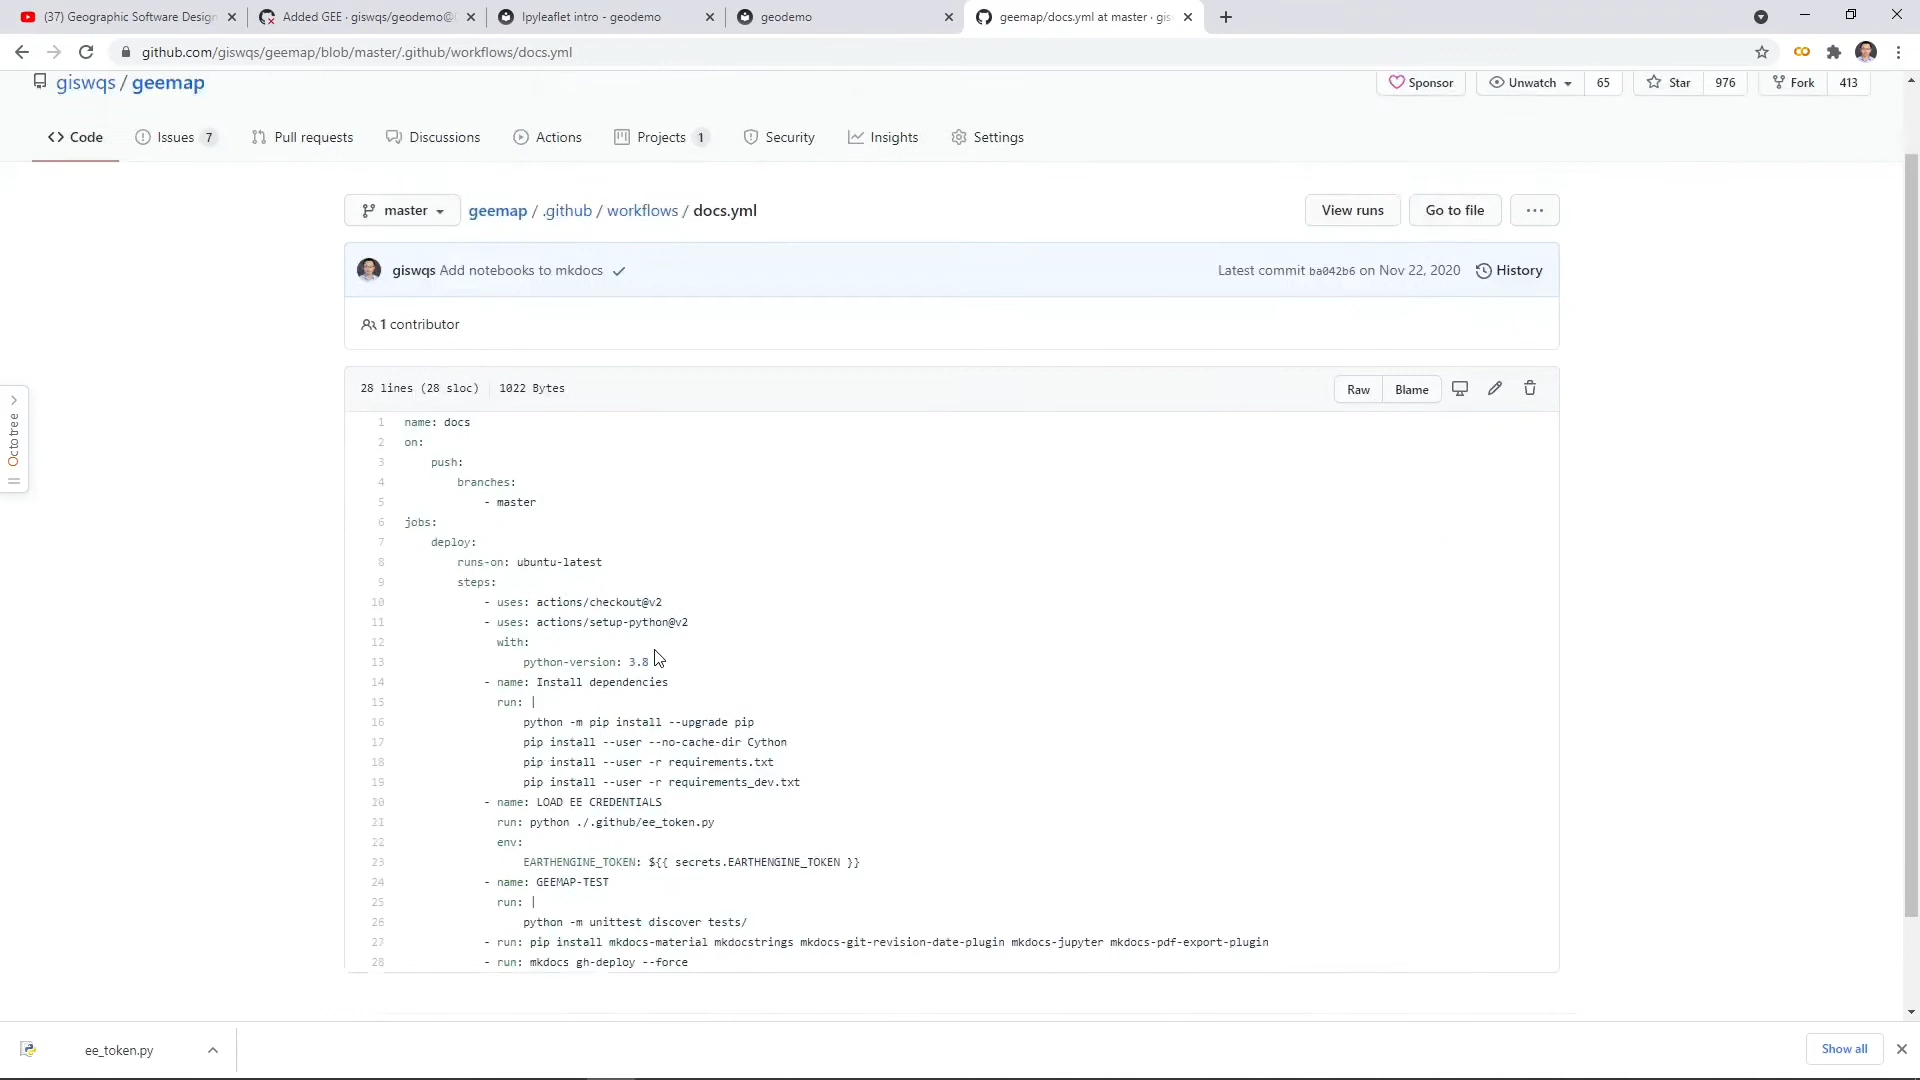 (37) Geographic Software Design
Added GEE · giswqs/geodemo@
Ipyleaflet intro - geodemo
geodemo
geemap/docs.yml at master · gis
github.com/giswqs/geemap/blob/master/.github/workflows/docs.yml
giswqs / geemap
Sponsor
Unwatch 65
Star 976
Fork 413
Code
Issues 7
Pull requests
Discussions
Actions
Projects 1
Security
Insights
Settings
master
geemap / .github / workflows / docs.yml
View runs
Go to file
giswqs Add notebooks to mkdocs
Latest commit ba042b6 on Nov 22, 2020
History
1 contributor
Octotree
28 lines (28 sloc)
1022 Bytes
Raw
Blame
1 name: docs
2 on:
3 push:
4 branches:
5 - master
6 jobs:
7 deploy:
8 runs-on: ubuntu-latest
9 steps:
10 - uses: actions/checkout@v2
11 - uses: actions/setup-python@v2
12 with:
13 python-version: 3.8
14 - name: Install dependencies
15 run: |
16 python -m pip install --upgrade pip
17 pip install --user --no-cache-dir Cython
18 pip install --user -r requirements.txt
19 pip install --user -r requirements_dev.txt
20 - name: LOAD EE CREDENTIALS
21 run: python ./.github/ee_token.py
22 env:
23 EARTHENGINE_TOKEN: ${{ secrets.EARTHENGINE_TOKEN }}
24 - name: GEEMAP-TEST
25 run: |
26 python -m unittest discover tests/
27 - run: pip install mkdocs-material mkdocstrings mkdocs-git-revision-date-plugin mkdocs-jupyter mkdocs-pdf-export-plugin
28 - run: mkdocs gh-deploy --force
ee_token.py
Show all